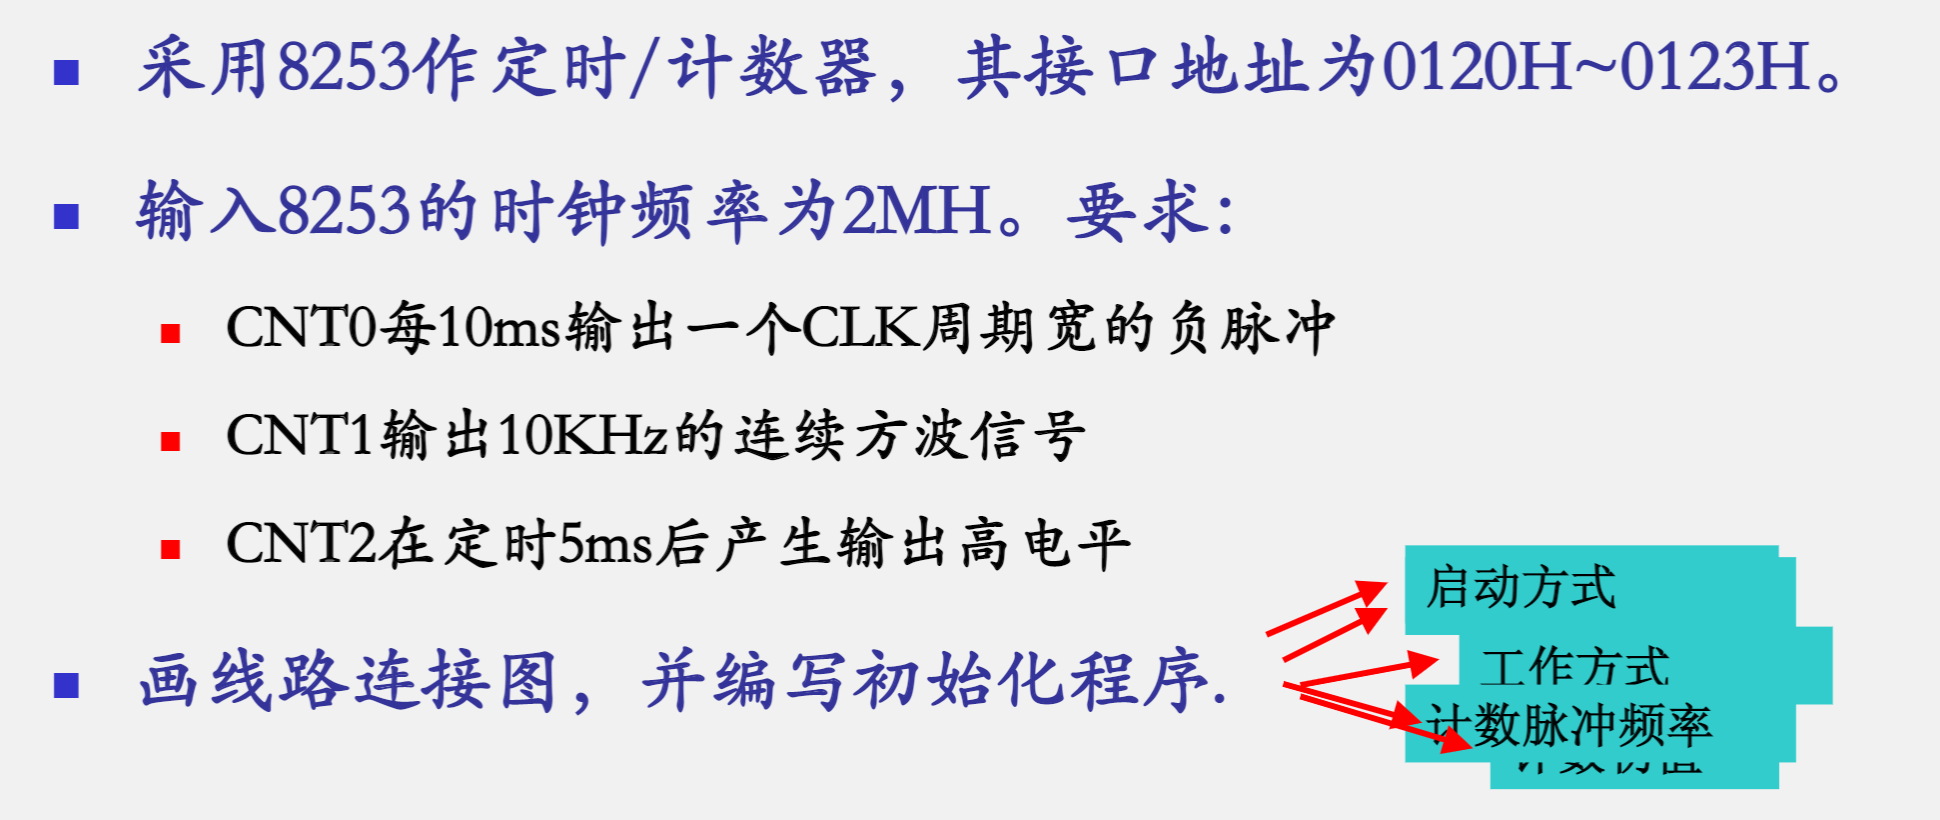 采用8253作定时/计数器，其接口地址为0120H~0123H。
输入8253的时钟频率为2MH。要求:
CNT0每10ms输出一个CLK周期宽的负脉冲
CNT1输出10KHz的连续方波信号
CNT2在定时5ms后产生输出高电平
启动方式
工作方式
画线路连接图，并编写初始化程序.
计数脉冲频率